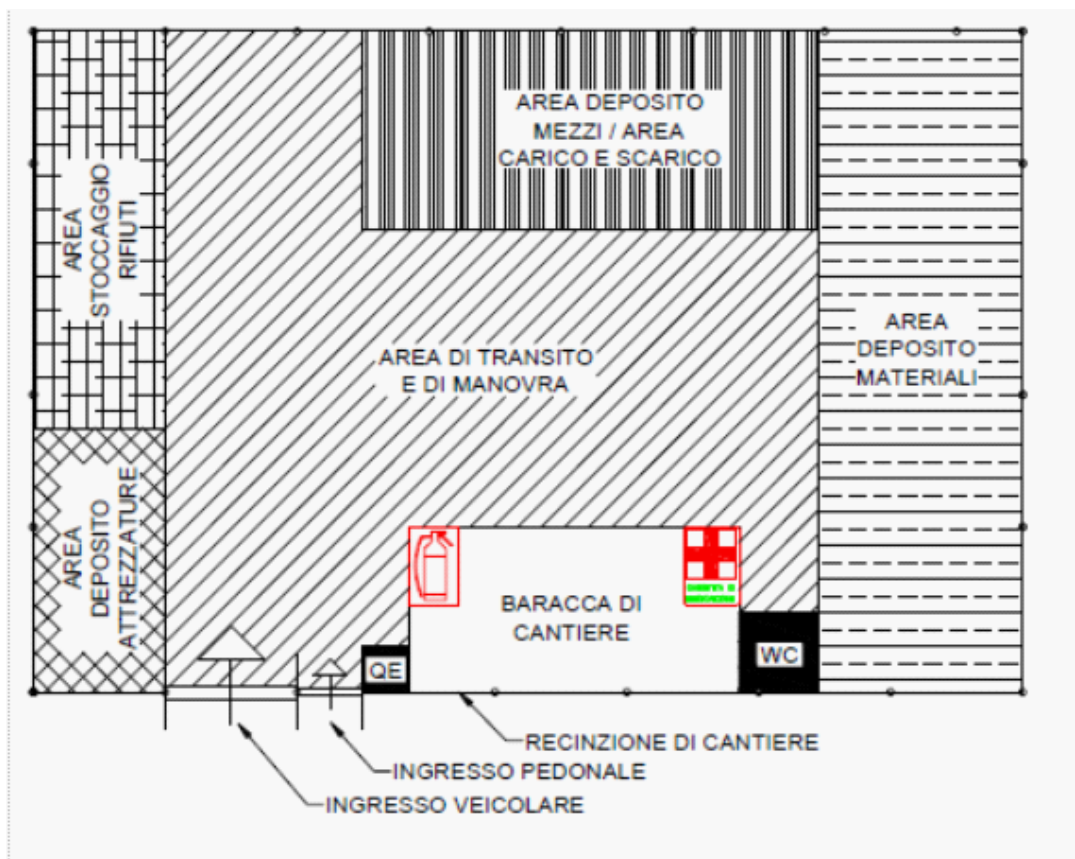 AREA DEPOSITO
MEZZI / AREA
CARICO E SCARICO
AREA
STOCCAGGIO
RIFIUTI
AREA DI TRANSITO
E DI MANOVRA
AREA
DEPOSITO
MATERIALI
AREA
DEPOSITO
ATTREZZATURE
BARACCA DI
CANTIERE
QE
WC
RECINZIONE DI CANTIERE
INGRESSO PEDONALE
INGRESSO VEICOLARE